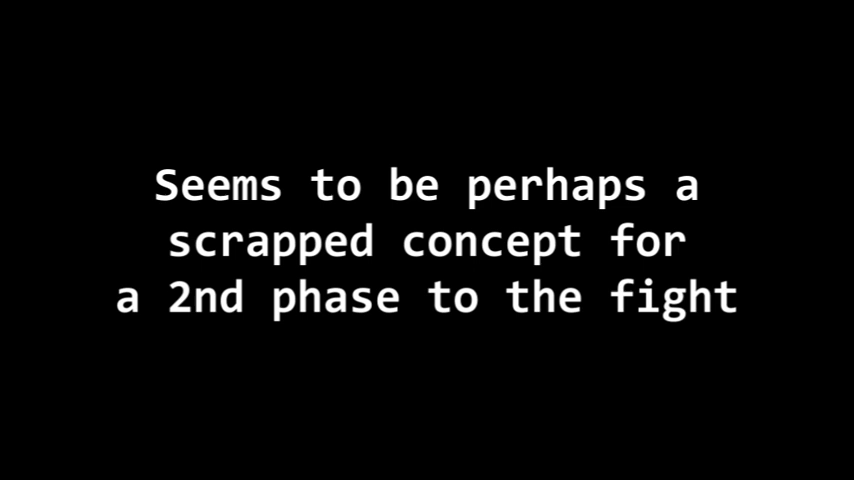 Seems to be perhaps a
scrapped concept for
a 2nd phase to the fight